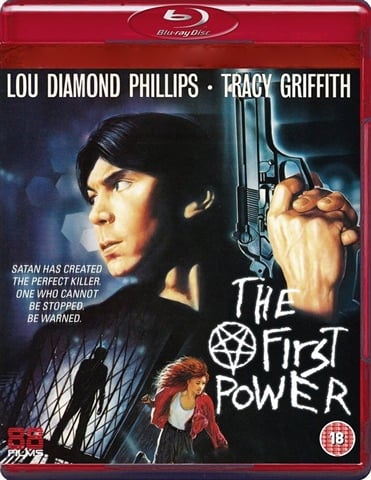 Blu-ray Disc
LOU DIAMOND PHILLIPS · TRACY GRIFFITH
SATAN HAS CREATED
THE PERFECT KILLER.
ONE WHO CANNOT
BE STOPPED.
BE WARNED.
THE
FIRST
POWER
88
FILMS
18